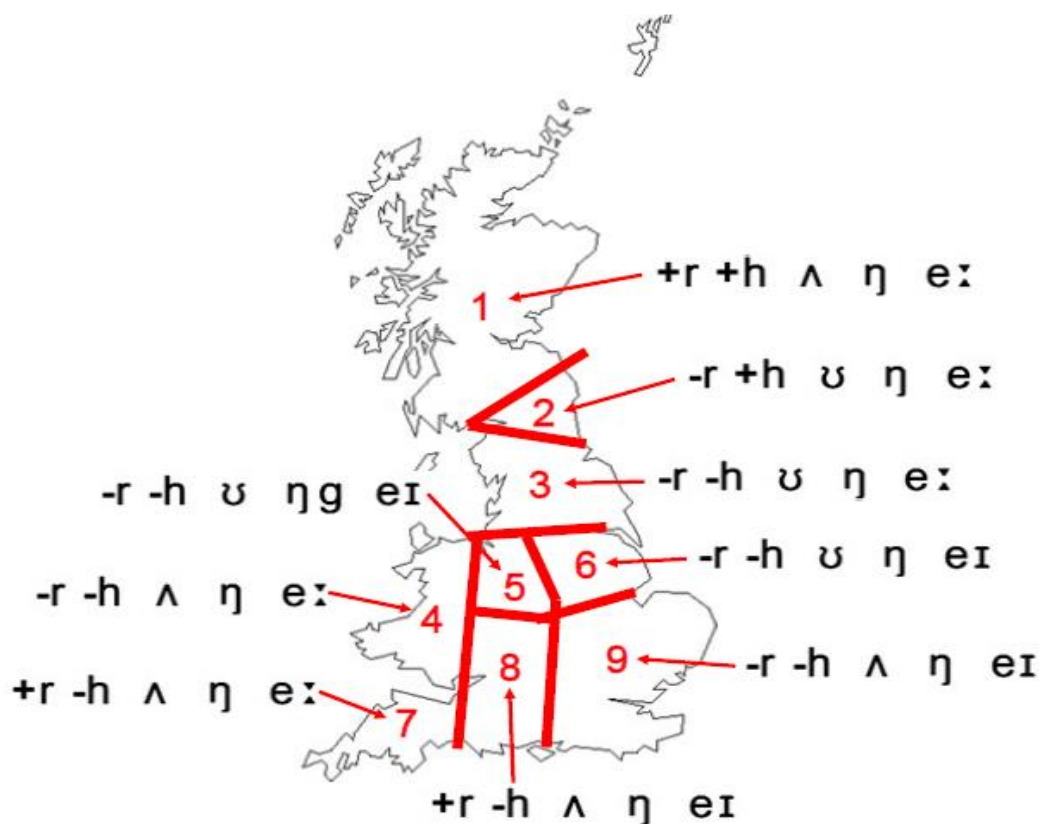 +r +h ʌ ŋ eː
1
-r +h ʊ ŋ eː
2
-r -h ʊ ŋ eː
3
-r -h ʊ ŋg eɪ
5
-r -h ʊ ŋ eɪ
6
-r -h ʌ ŋ eː
4
-r -h ʌ ŋ eɪ
9
8
+r -h ʌ ŋ eː
7
+r -h ʌ ŋ eɪ